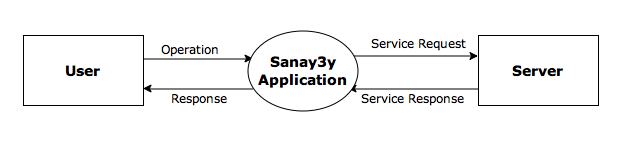 Operation
Service Request
User
Sanay3y
Application
Server
Response
Service Response